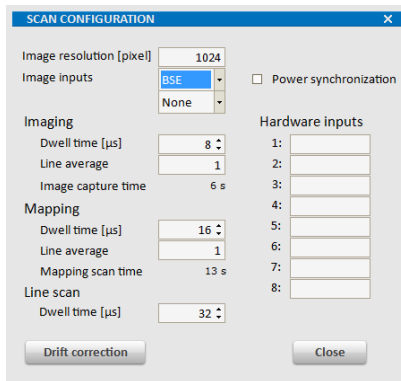 SCAN CONFIGURATION
Image resolution [pixel] 1024
Image inputs BSE
Power synchronization
None
Imaging
Hardware inputs
Dwell time [µs] 8
1:
Line average 1
2:
Image capture time 6 s
3:
Mapping
4:
Dwell time [µs] 16
5:
Line average 1
6:
Mapping scan time 13 s
7:
Line scan
8:
Dwell time [µs] 32
Drift correction
Close